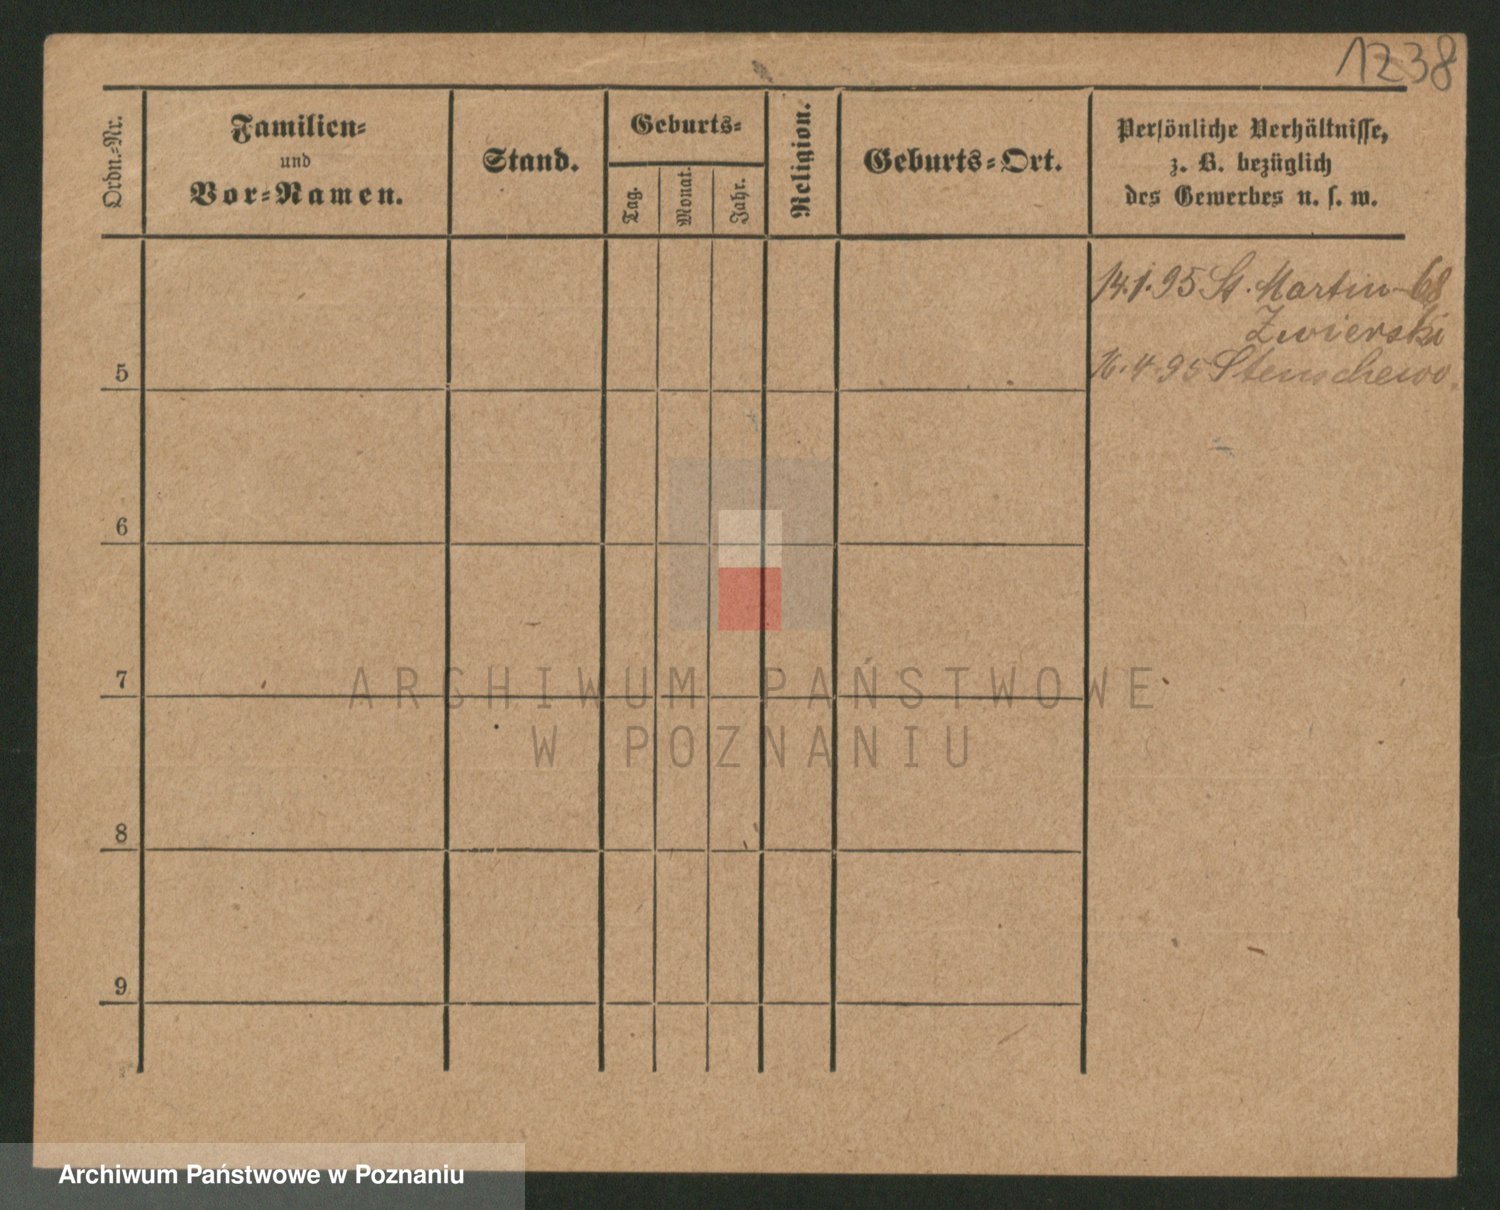 1238
Ordn.-Nr.
Familien-
und
Vor-Namen.
Stand.
Geburts-
Tag.
Monat.
Jahr.
Religion.
Geburts-Ort.
Persönliche Verhältnisse,
z. B. bezüglich
des Gewerbes u. s. w.
14.1.95 St. Martin 68
Zwierski
16.4.95 Stenschewo.
5
6
7
8
9
ARCHIWUM PAŃSTWOWE
W POZNANIU
Archiwum Państwowe w Poznaniu